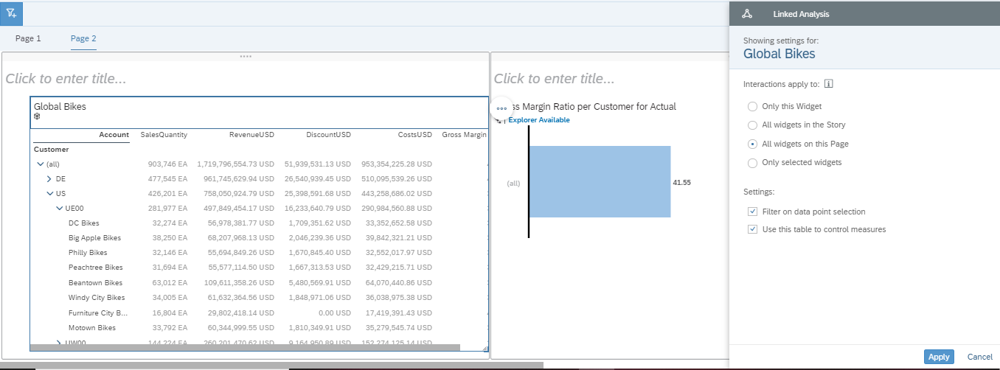 Page 1
Page 2
Click to enter title...
Global Bikes
Account SalesQuantity RevenueUSD DiscountUSD CostsUSD Gross Margin
Customer
(all) 903,746 EA 1,719,796,554.73 USD 51,939,531.13 USD 953,354,225.28 USD
DE 477,545 EA 961,745,629.94 USD 26,540,939.45 USD 510,095,539.26 USD
US 426,201 EA 758,050,924.79 USD 25,398,591.68 USD 443,258,686.02 USD
UE00 281,977 EA 497,849,454.17 USD 16,233,640.79 USD 290,984,560.88 USD
DC Bikes 32,274 EA 56,978,381.77 USD 1,709,351.62 USD 33,352,652.58 USD
Big Apple Bikes 38,250 EA 68,207,968.13 USD 2,046,239.36 USD 39,842,321.21 USD
Philly Bikes 32,146 EA 55,694,849.26 USD 1,670,845.40 USD 32,552,017.97 USD
Peachtree Bikes 31,694 EA 55,577,114.50 USD 1,667,313.53 USD 32,429,215.71 USD
Beantown Bikes 63,012 EA 109,611,358.26 USD 5,480,569.91 USD 64,070,440.86 USD
Windy City Bikes 34,005 EA 61,632,364.56 USD 1,848,971.06 USD 36,038,975.38 USD
Furniture City B... 16,804 EA 29,802,418.14 USD 0.00 USD 17,419,391.43 USD
Motown Bikes 33,792 EA 60,344,999.55 USD 1,810,349.91 USD 35,279,545.74 USD
UW00 144,224 EA 260,201,470.62 USD 9,164,950.89 USD 152,274,125.14 USD
Click to enter title...
ss Margin Ratio per Customer for Actual
Explorer Available
(all)
41.55
Linked Analysis
Showing settings for:
Global Bikes
Interactions apply to:
Only this Widget
All widgets in the Story
All widgets on this Page
Only selected widgets
Settings:
Filter on data point selection
Use this table to control measures
Apply Cancel